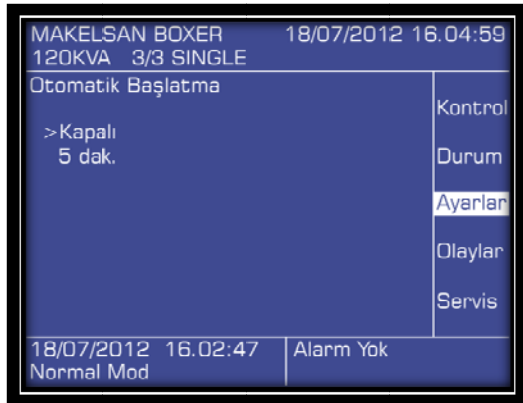 MAKELSAN BOXER 18/07/2012 16.04:59
120KVA 3/3 SINGLE
Otomatik Başlatma
>Kapalı
5 dak.
Kontrol
Durum
Ayarlar
Olaylar
Servis
18/07/2012 16.02:47 Alarm Yok
Normal Mod